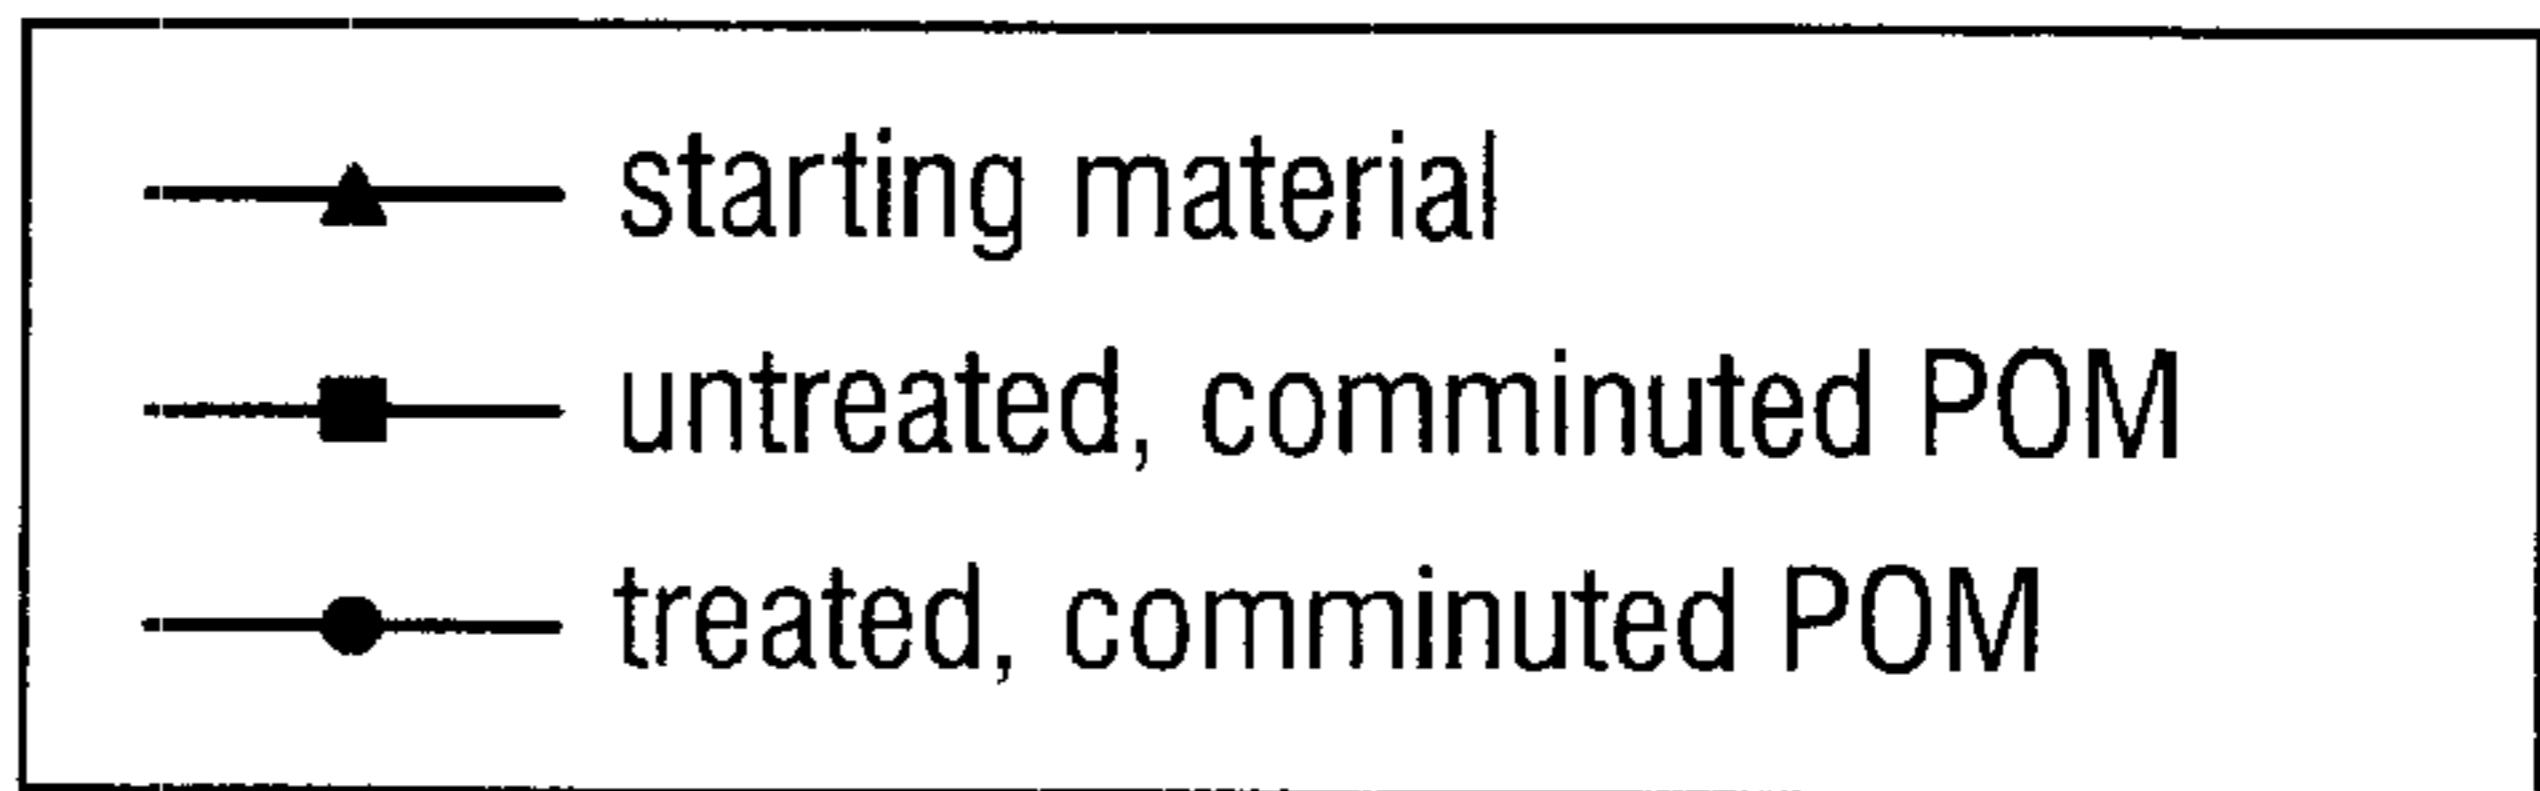 starting material
untreated, comminuted POM
treated, comminuted POM